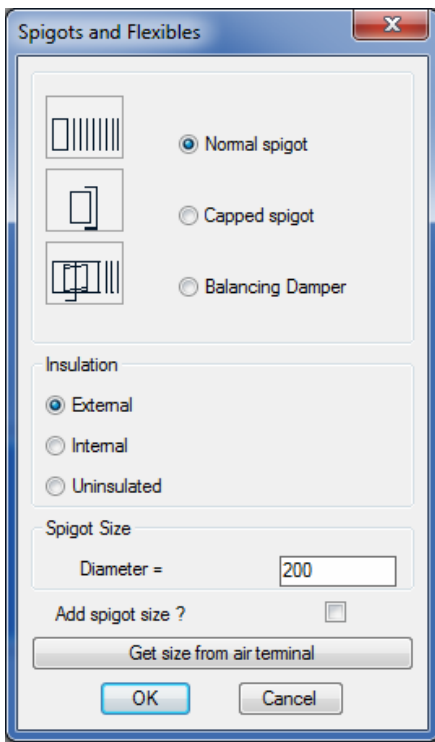 Spigots and Flexibles
Normal spigot
Capped spigot
Balancing Damper
Insulation
External
Internal
Uninsulated
Spigot Size
Diameter =
200
Add spigot size ?
Get size from air terminal
OK
Cancel